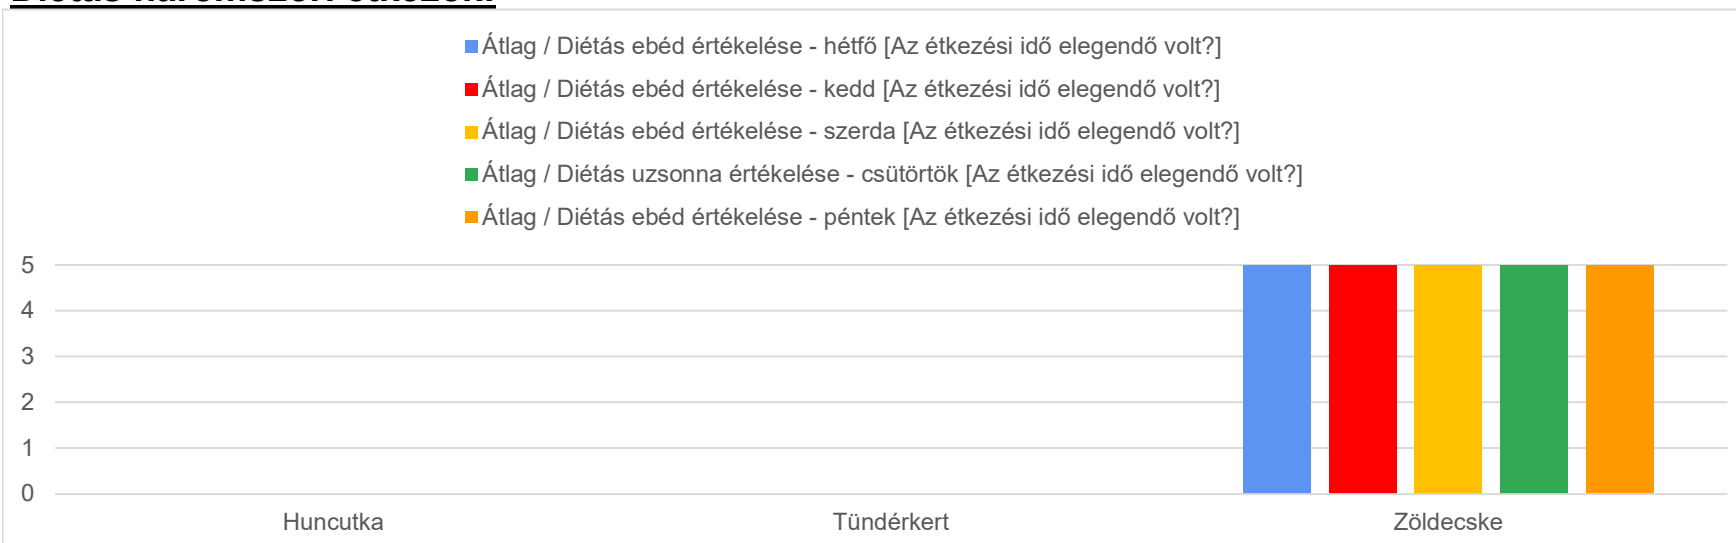 Átlag / Diétás ebéd értékelése - hétfő [Az étkezési idő elegendő volt?]
Átlag / Diétás ebéd értékelése - kedd [Az étkezési idő elegendő volt?]
Átlag / Diétás ebéd értékelése - szerda [Az étkezési idő elegendő volt?]
Átlag / Diétás uzsonna értékelése - csütörtök [Az étkezési idő elegendő volt?]
Átlag / Diétás ebéd értékelése - péntek [Az étkezési idő elegendő volt?]
5
4
3
2
1
0
Huncutka Tündérkert Zöldecske